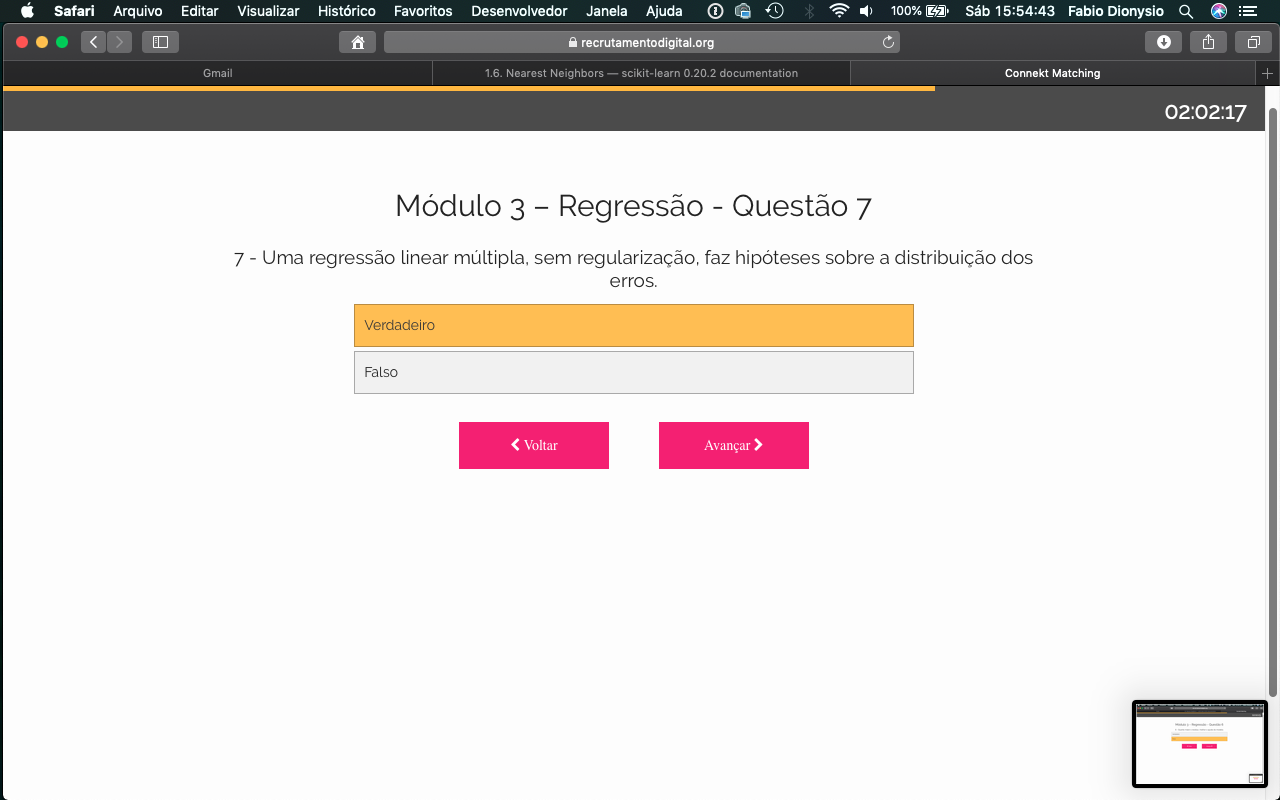 Safari Arquivo Editar Visualizar Histórico Favoritos Desenvolvedor Janela Ajuda 100% Sáb 15:54:43 Fabio Dionysio
recrutamentodigital.org
Gmail 1.6. Nearest Neighbors — scikit-learn 0.20.2 documentation Connekt Matching
02:02:17
Módulo 3 – Regressão - Questão 7
7 - Uma regressão linear múltipla, sem regularização, faz hipóteses sobre a distribuição dos
erros.
Verdadeiro
Falso
Voltar Avançar